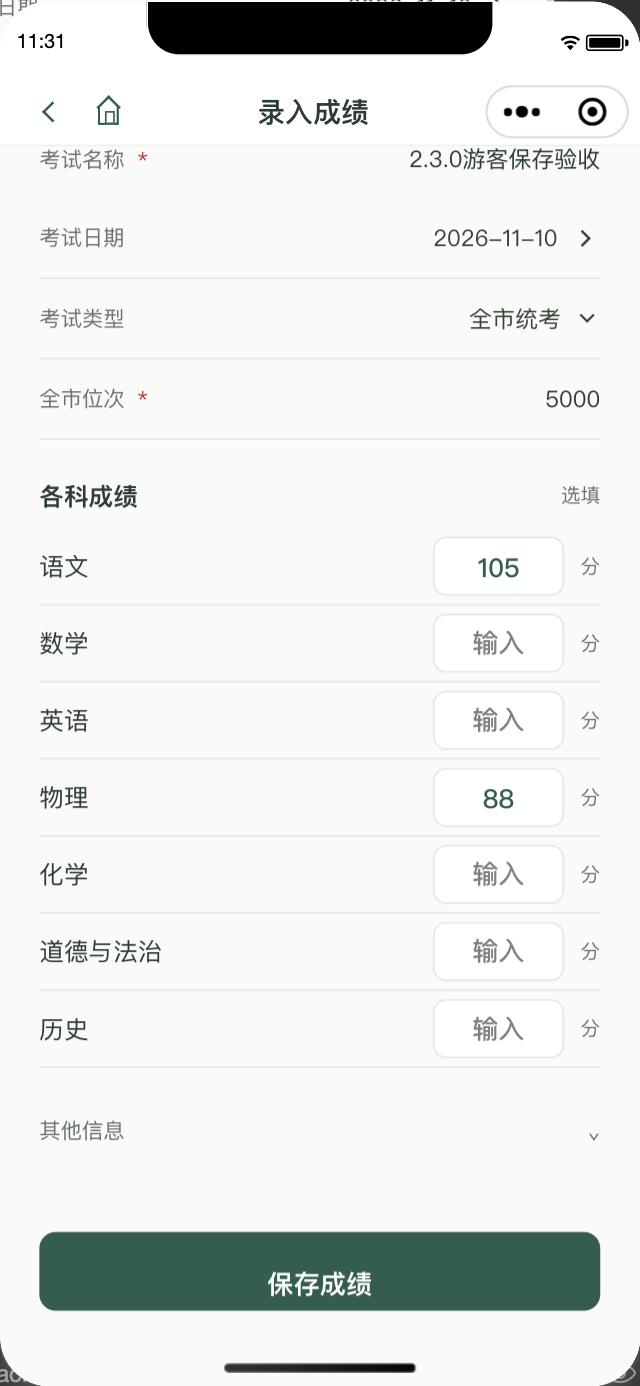 11:31
录入成绩
考试名称 * 2.3.0游客保存验收
考试日期 2026-11-10
考试类型 全市统考
全市位次 * 5000
各科成绩 选填
语文 105 分
数学 输入 分
英语 输入 分
物理 88 分
化学 输入 分
道德与法治 输入 分
历史 输入 分
其他信息
保存成绩